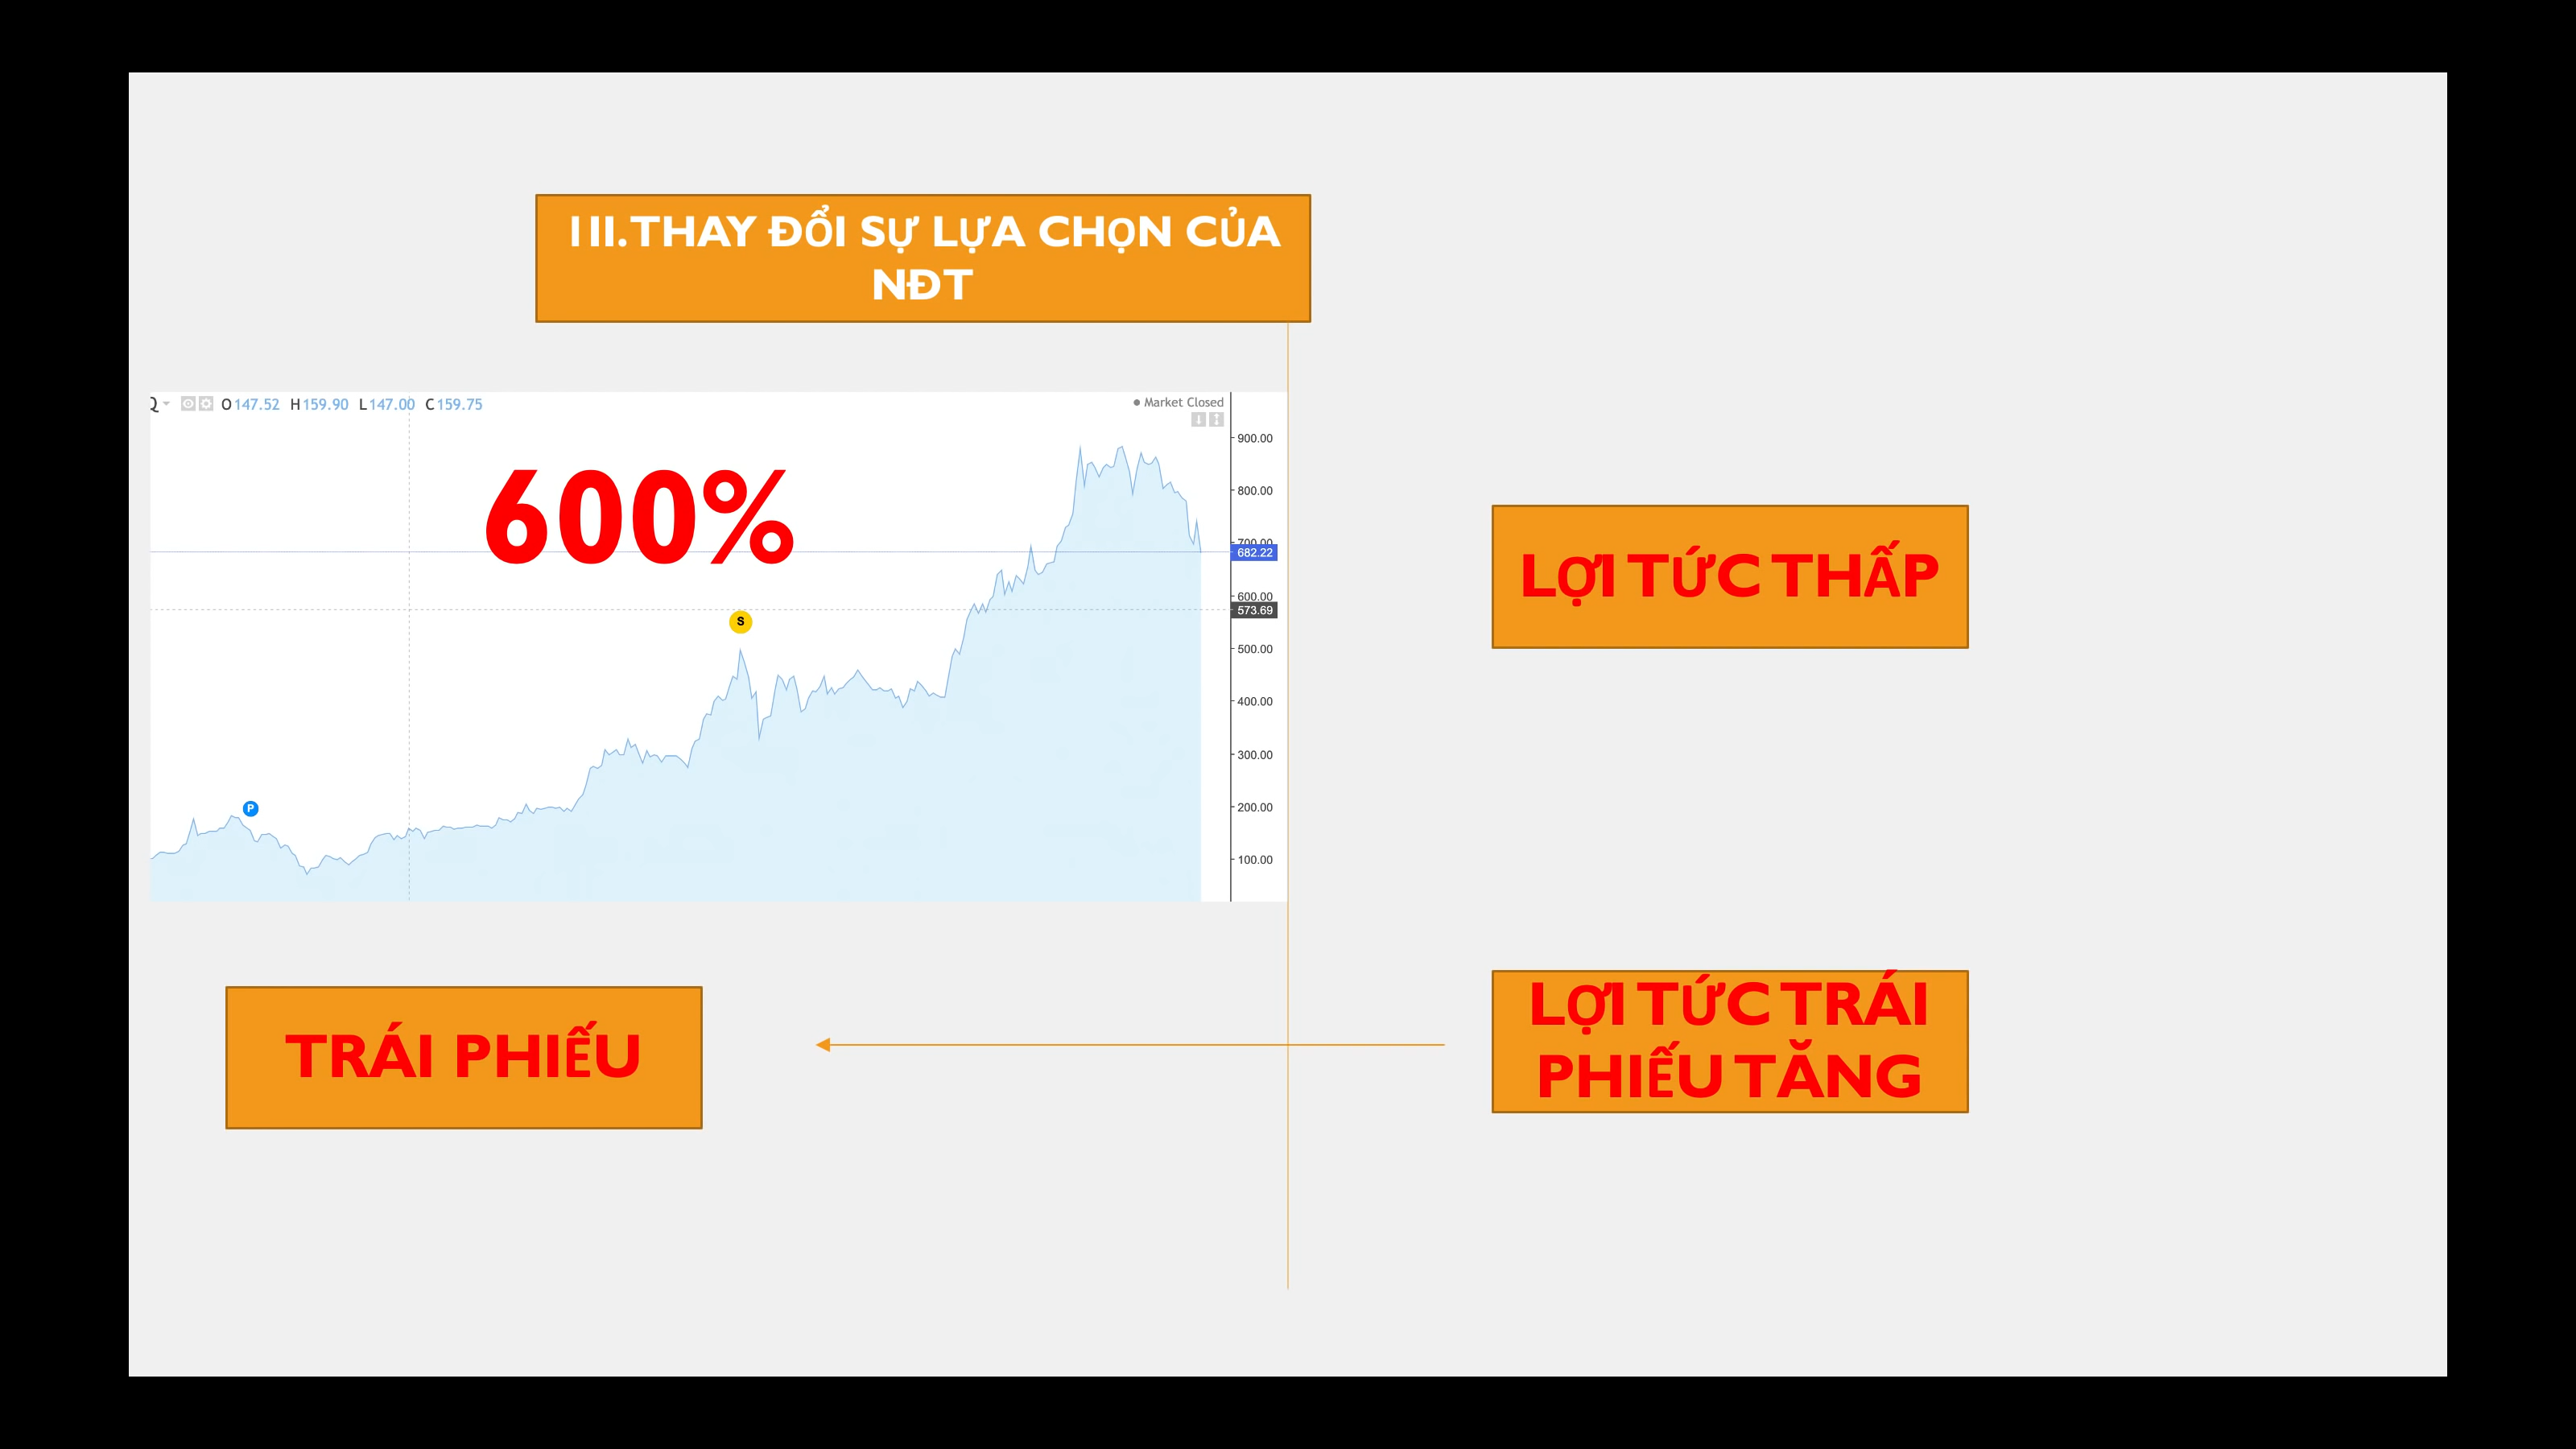 I III. THAY ĐỔI SỰ LỰA CHỌN CỦA
NĐT
Q O 147.52 H 159.90 L 147.00 C 159.75
Market Closed
600%
900.00
800.00
700.00
682.22
600.00
573.69
500.00
400.00
300.00
200.00
100.00
S
P
LỢI TỨC THẤP
TRÁI PHIẾU
LỢI TỨC TRÁI
PHIẾU TĂNG